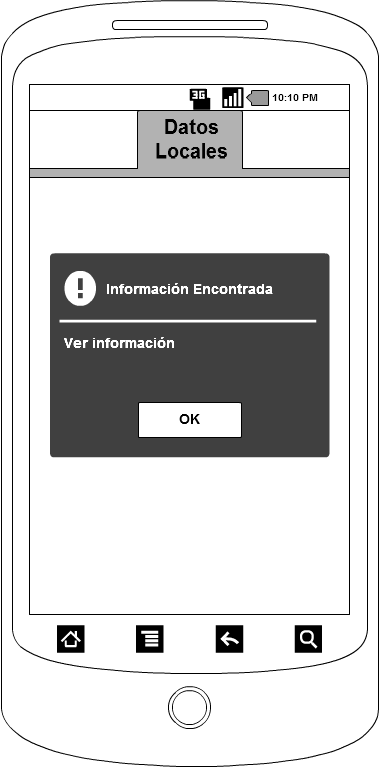 3G
10:10 PM
Datos
Locales
Información Encontrada
Ver información
OK